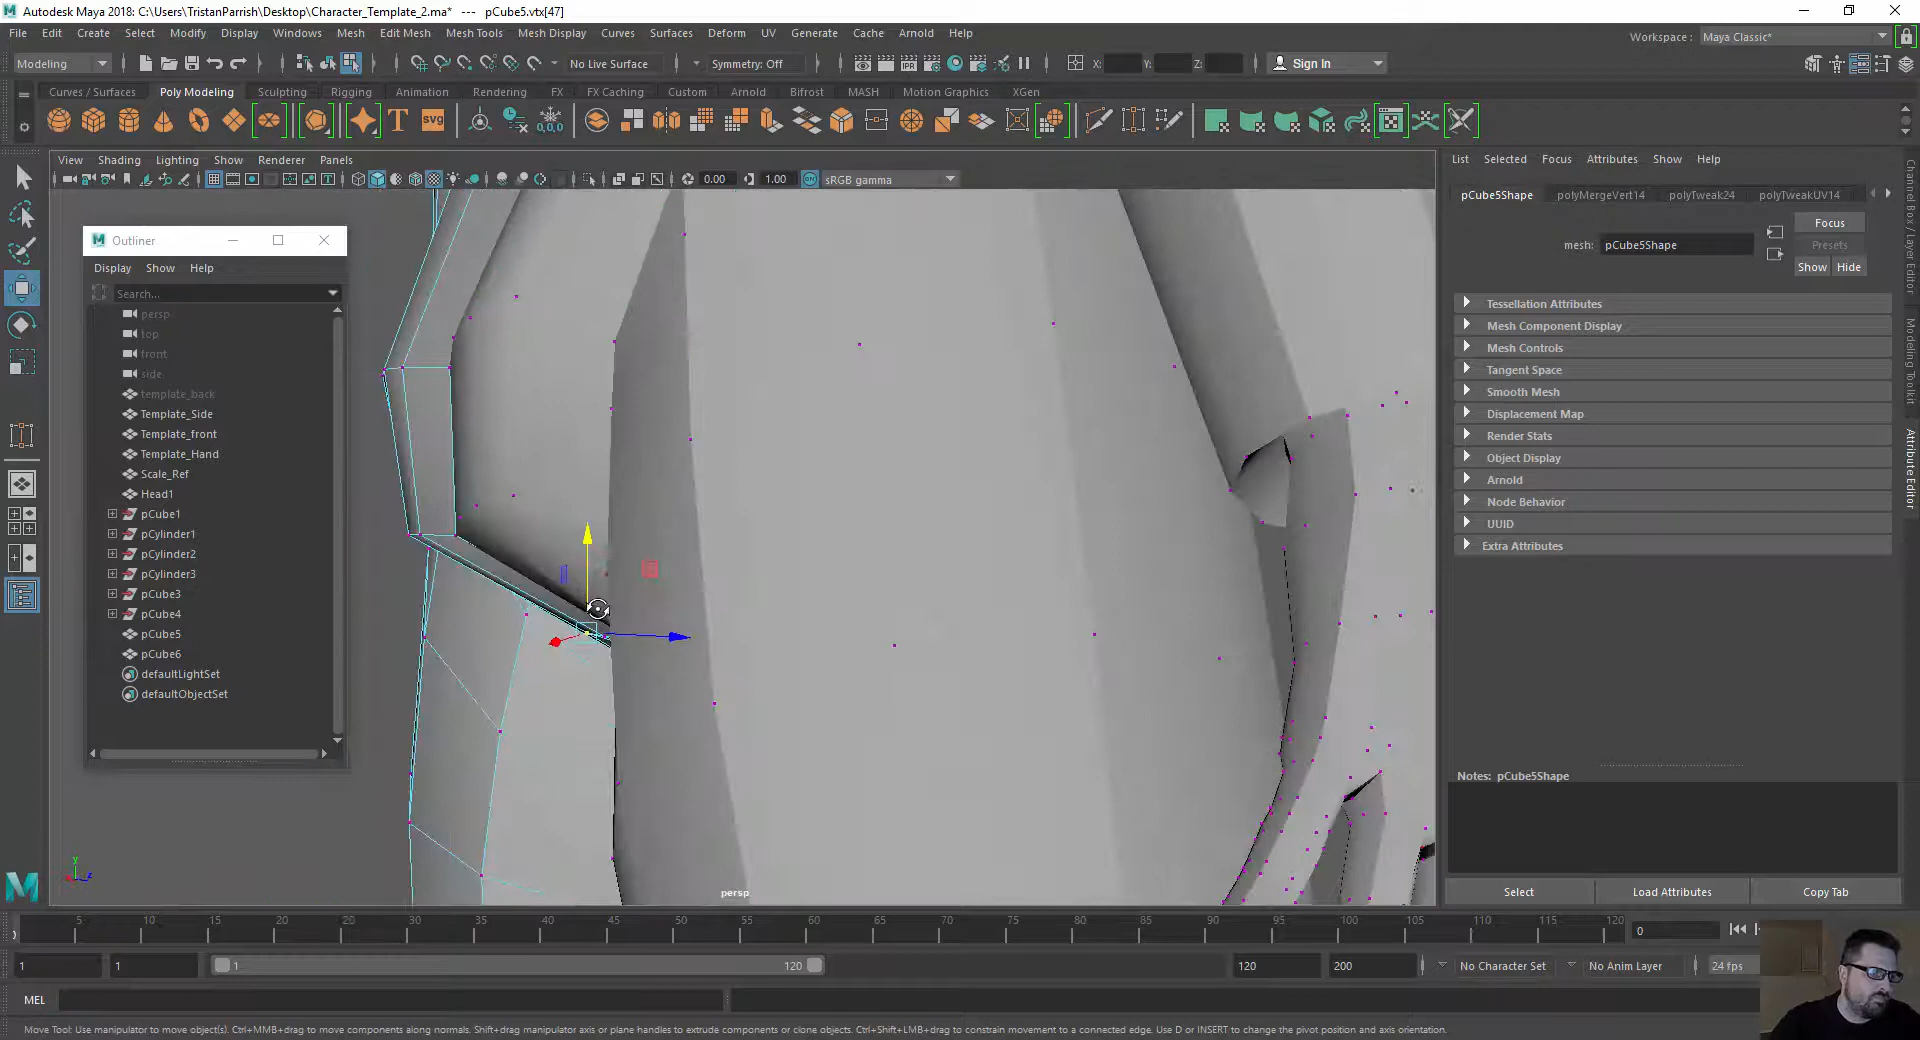 Autodesk Maya 2018: C:\Users\TristanParrish\Desktop\Character_Template_2.ma*   ---   pCube5.vtx[47]
File Edit Create Select Modify Display Windows Mesh Edit Mesh Mesh Tools Mesh Display Curves Surfaces Deform UV Generate Cache Arnold Help
Workspace : Maya Classic*
Modeling
No Live Surface
Symmetry: Off
X:
Y:
Z:
Sign In
Curves / Surfaces Poly Modeling Sculpting Rigging Animation Rendering FX FX Caching Custom Arnold Bifrost MASH Motion Graphics XGen
View Shading Lighting Show Renderer Panels
0.00
1.00
sRGB gamma
Outliner
Display Show Help
Search...
persp
top
front
side
template_back
Template_Side
Template_front
Template_Hand
Scale_Ref
Head1
pCube1
pCylinder1
pCylinder2
pCylinder3
pCube3
pCube4
pCube5
pCube6
defaultLightSet
defaultObjectSet
persp
List Selected Focus Attributes Show Help
pCube5Shape polyMergeVert14 polyTweak24 polyTweakUV14
Focus
mesh: pCube5Shape
Presets
Show Hide
Tessellation Attributes
Mesh Component Display
Mesh Controls
Tangent Space
Smooth Mesh
Displacement Map
Render Stats
Object Display
Arnold
Node Behavior
UUID
Extra Attributes
Notes: pCube5Shape
Select
Load Attributes
Copy Tab
Channel Box / Layer Editor
Modeling Toolkit
Attribute Editor
5 10 15 20 25 30 35 40 45 50 55 60 65 70 75 80 85 90 95 100 105 110 115 120
0
1
1
1
120
120
200
No Character Set
No Anim Layer
24 fps
MEL
Move Tool: Use manipulator to move object(s). Ctrl+MMB+drag to move components along normals. Shift+drag manipulator axis or plane handles to extrude components or clone objects. Ctrl+Shift+LMB+drag to constrain movement to a connected edge. Use D or INSERT to change the pivot position and axis orientation.